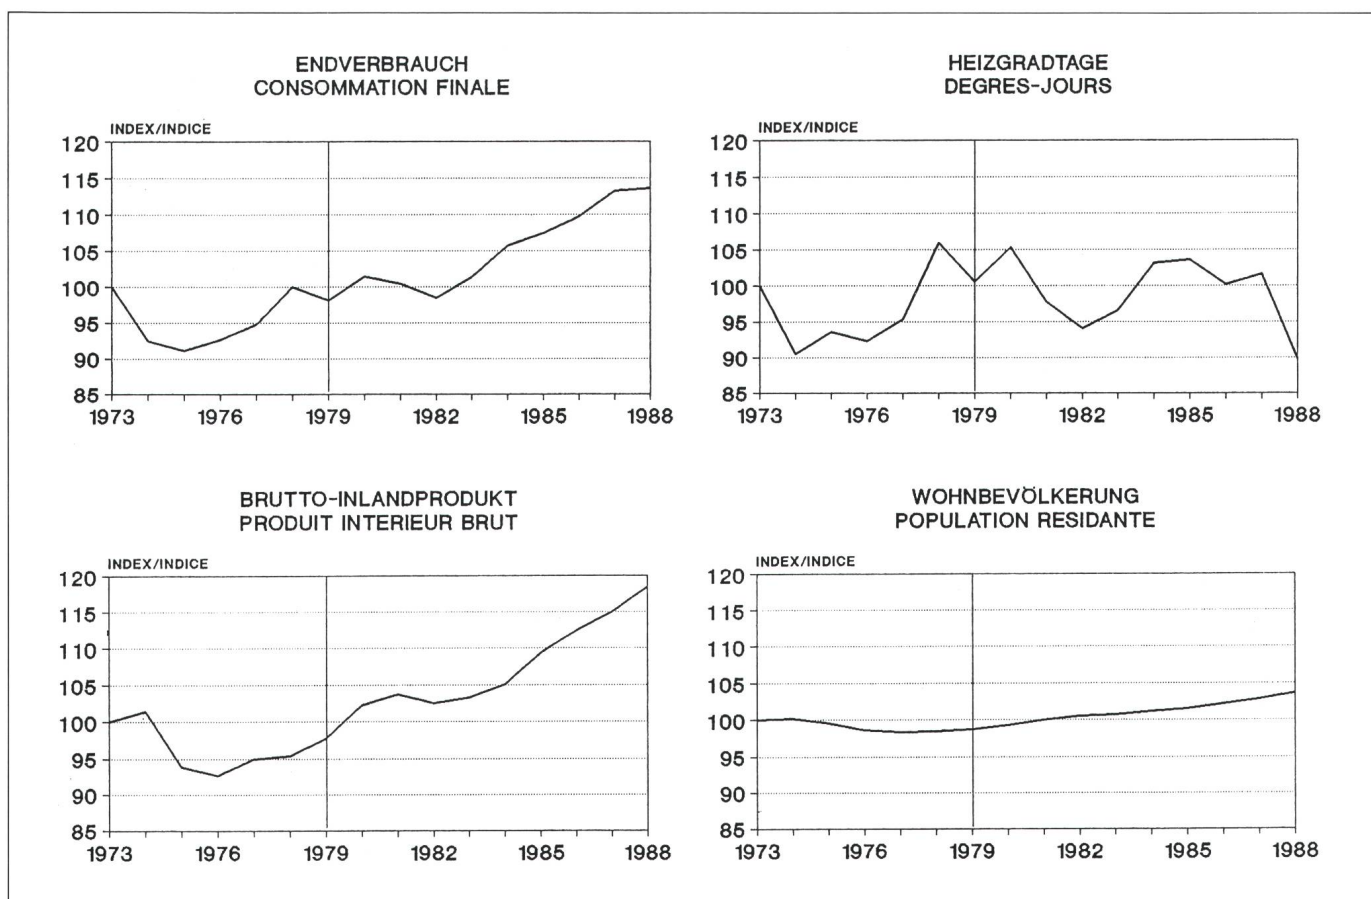 ENDVERBRAUCH
CONSOMMATION FINALE
INDEX/INDICE
120
115
110
105
100
95
90
85
1973 1976 1979 1982 1985 1988
HEIZGRADTAGE
DEGRES-JOURS
INDEX/INDICE
120
115
110
105
100
95
90
85
1973 1976 1979 1982 1985 1988
BRUTTO-INLANDPRODUKT
PRODUIT INTERIEUR BRUT
INDEX/INDICE
120
115
110
105
100
95
90
85
1973 1976 1979 1982 1985 1988
WOHNBEVÖLKERUNG
POPULATION RESIDANTE
INDEX/INDICE
120
115
110
105
100
95
90
85
1973 1976 1979 1982 1985 1988